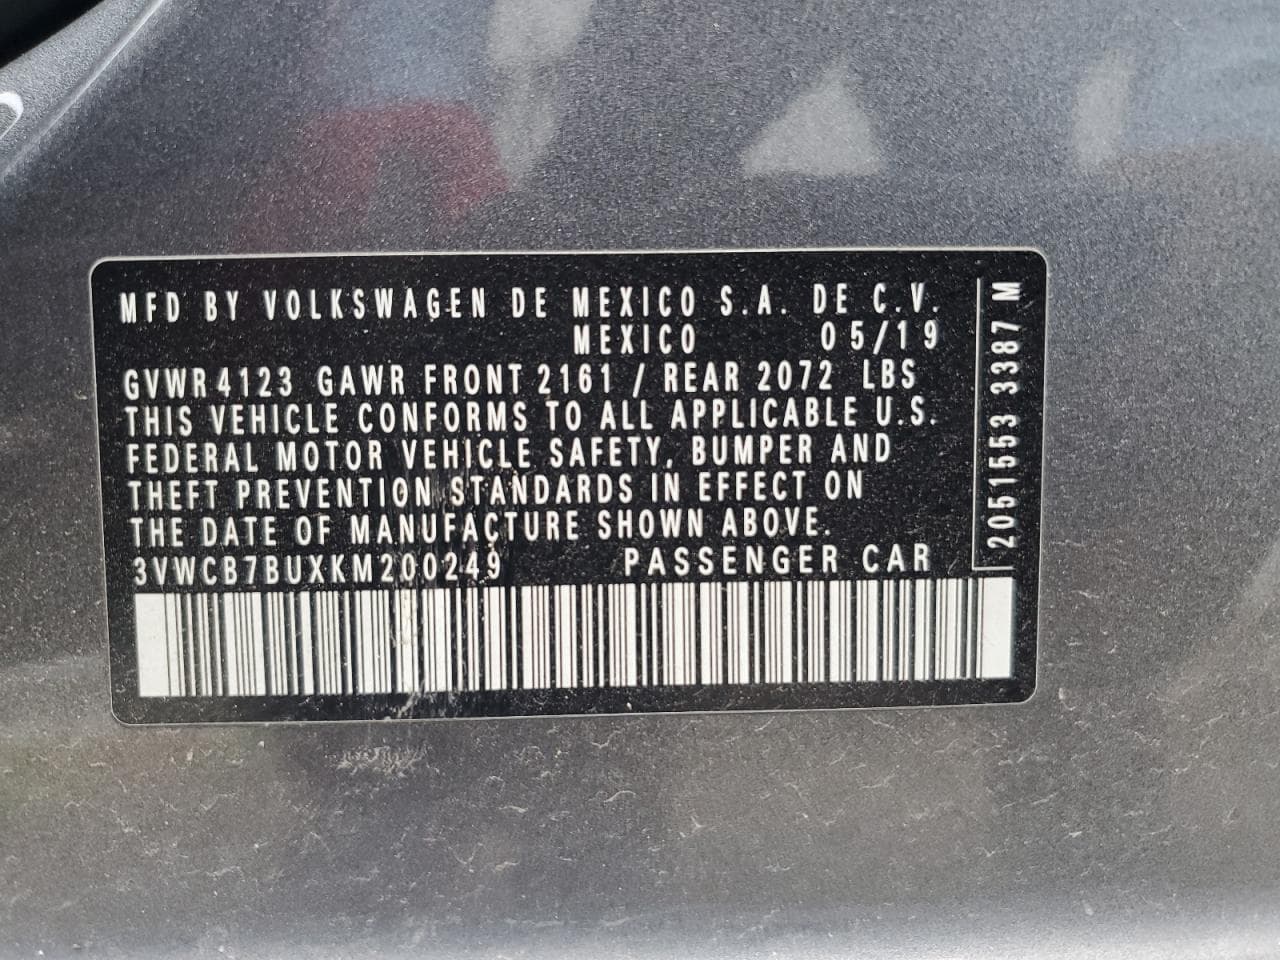 MFD BY VOLKSWAGEN DE MEXICO S.A. DE C.V.
MEXICO 05/19
GVWR 4123 GAWR FRONT 2161 / REAR 2072 LBS
THIS VEHICLE CONFORMS TO ALL APPLICABLE U.S.
FEDERAL MOTOR VEHICLE SAFETY, BUMPER AND
THEFT PREVENTION STANDARDS IN EFFECT ON
THE DATE OF MANUFACTURE SHOWN ABOVE.
3VWCB7BUXKM200249 PASSENGER CAR
2051553 3387 M